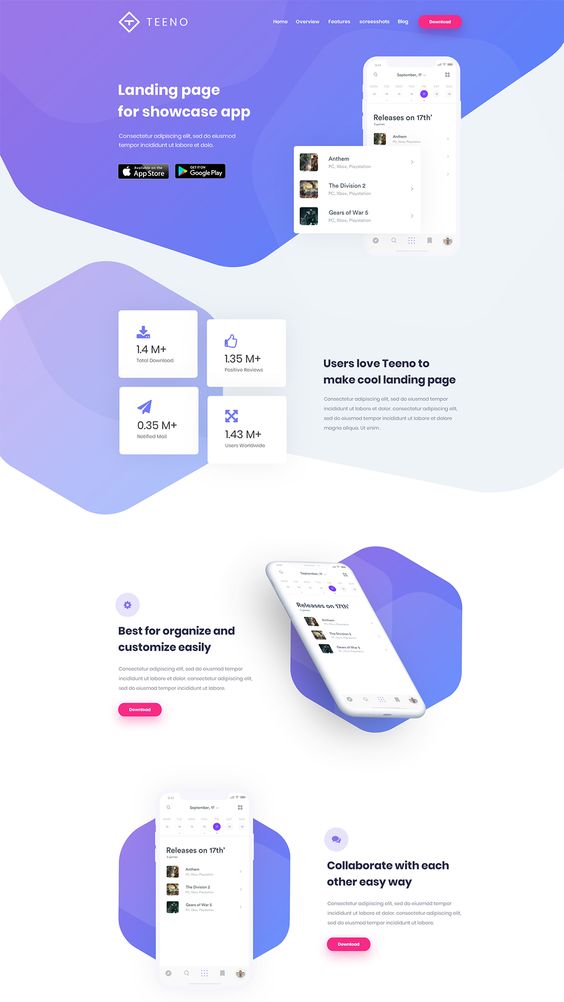 TEENO
Home Overview Features screesshots Blog Download
Landing page
for showcase app
Consectetur adipiscing elit, sed do eiusmod
tempor incididunt ut labore et dolo.
Available on the
App Store
GET IT ON
Google Play
September, 17
Releases on 17th'
Anthem
Anthem
PC, Xbox, Playstation
The Division 2
PC, Xbox, Playstation
Gears of War 5
PC, Xbox, Playstation
1.4 M+
Total Download
1.35 M+
Positive Reviews
0.35 M+
Notified Mail
1.43 M+
Users Worldwide
Users love Teeno to
make cool landing page
Consectetur adipiscing elit, sed do eiusmod tempor
incididunt ut labore et dolor. consectetur adipiscing elit,
sed do eiusmod tempor incididunt ut labore et dolore
magna aliqua. Ut enim .
Best for organize and
customize easily
Consectetur adipiscing elit, sed do eiusmod tempor
incididunt ut labore et dolor. consectetur adipiscing elit,
sed do eiusmod tempor incididunt ut labore.
Download
September, 17
Releases on 17th'
Anthem
The Division 2
Gears of War 5
September, 17
Releases on 17th'
Anthem
PC, Xbox, Playstation
The Division 2
PC, Xbox, Playstation
Gears of War 5
PC, Xbox, Playstation
Collaborate with each
other easy way
Consectetur adipiscing elit, sed do eiusmod tempor
incididunt ut labore et dolor. consectetur adipiscing elit,
sed do eiusmod tempor incididunt ut labore.
Download